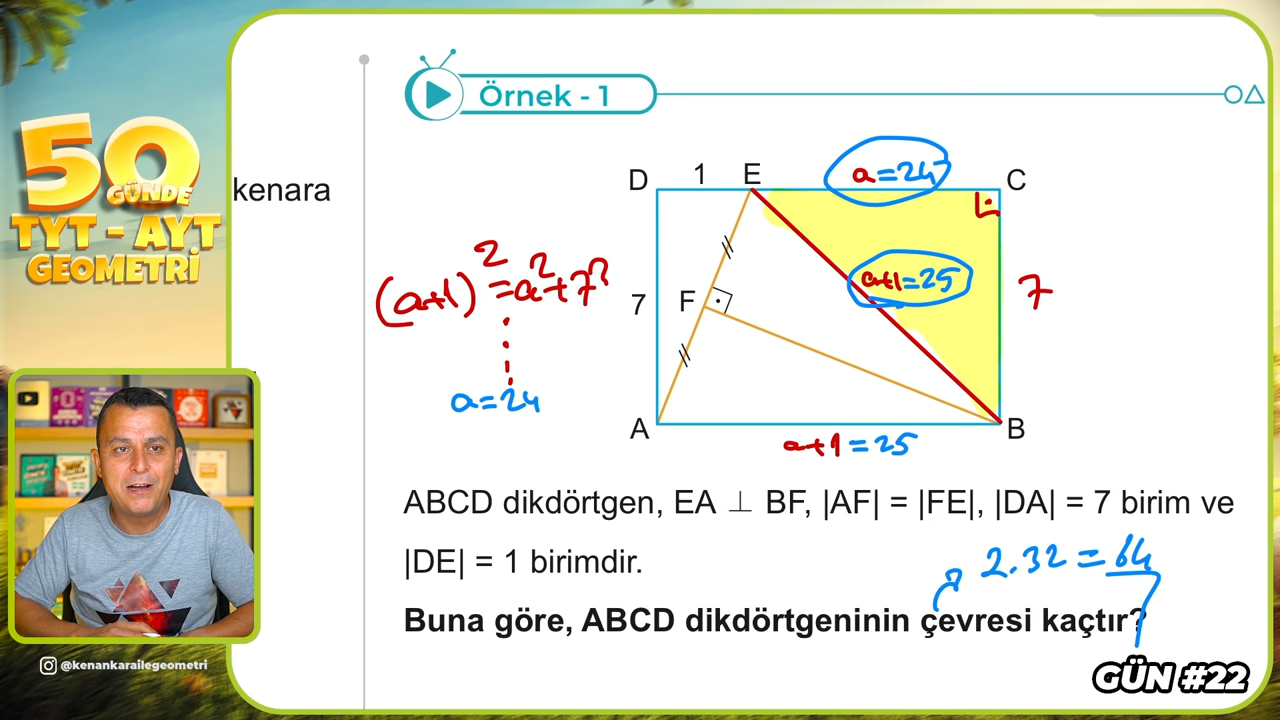 50
GÜNDE
TYT - AYT
GEOMETRİ
kenara
Örnek - 1
D 1 E a=24 C
(a+1)²=a²+7²
a=24
7
F
a+1=25
7
A
B
a+1=25
ABCD dikdörtgen, EA ⊥ BF, |AF| = |FE|, |DA| = 7 birim ve
|DE| = 1 birimdir.
2.32=64
Buna göre, ABCD dikdörtgeninin çevresi kaçtır?
@kenankarailegeometri
GÜN #22